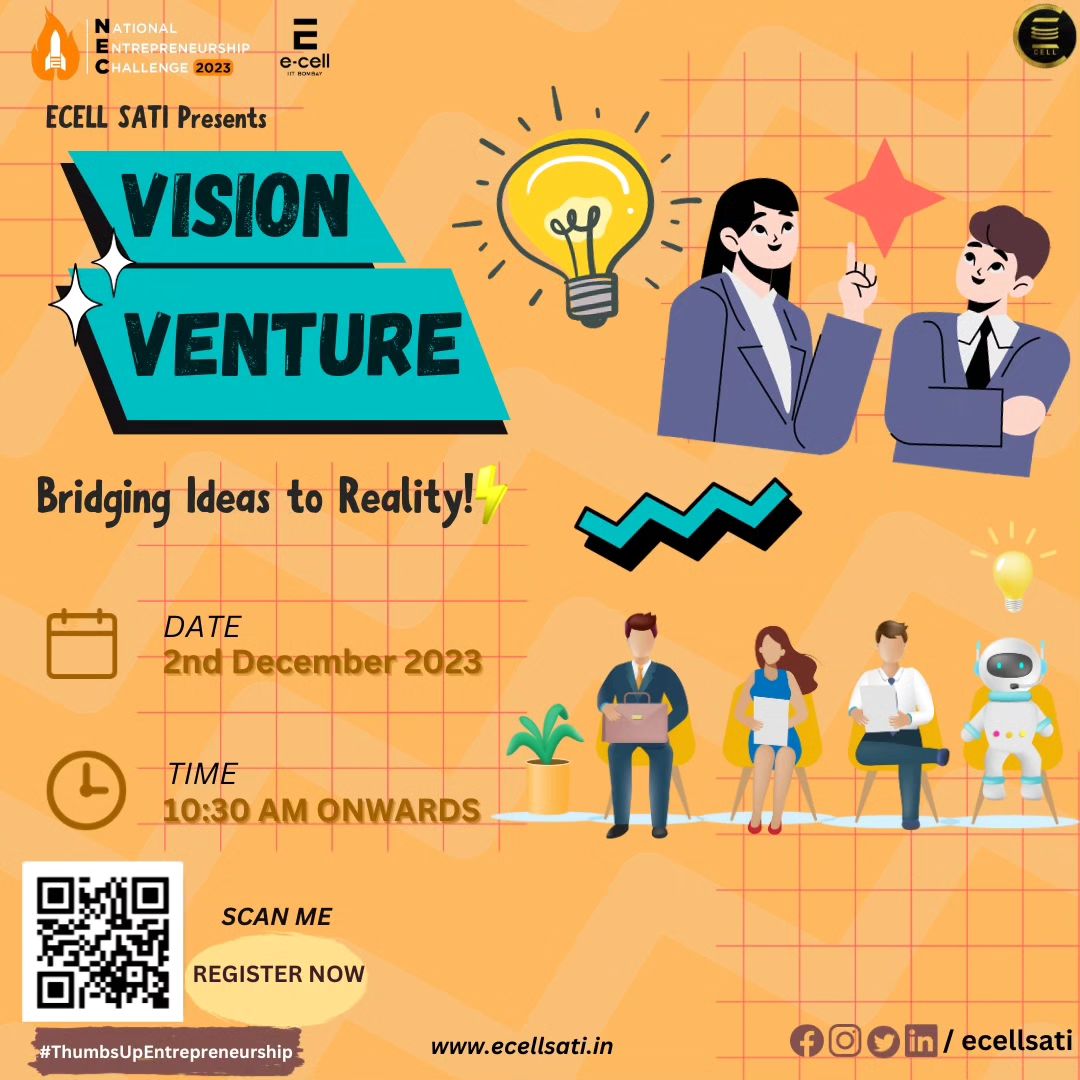 NATIONAL
ENTREPRENEURSHIP
CHALLENGE 2023
e-cell
IIT BOMBAY
CELL
ECELL SATI Presents
VISION
VENTURE
Bridging Ideas to Reality!⚡
DATE
2nd December 2023
TIME
10:30 AM ONWARDS
SCAN ME
REGISTER NOW
#ThumbsUpEntrepreneurship
www.ecellsati.in
/ ecellsati